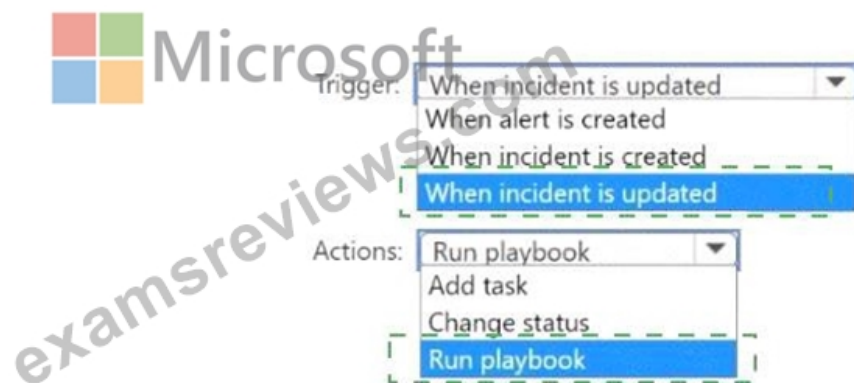 Microsoft
Trigger: When incident is updated
When alert is created
When incident is created
When incident is updated
Actions: Run playbook
Add task
Change status
Run playbook
examsreviews.com